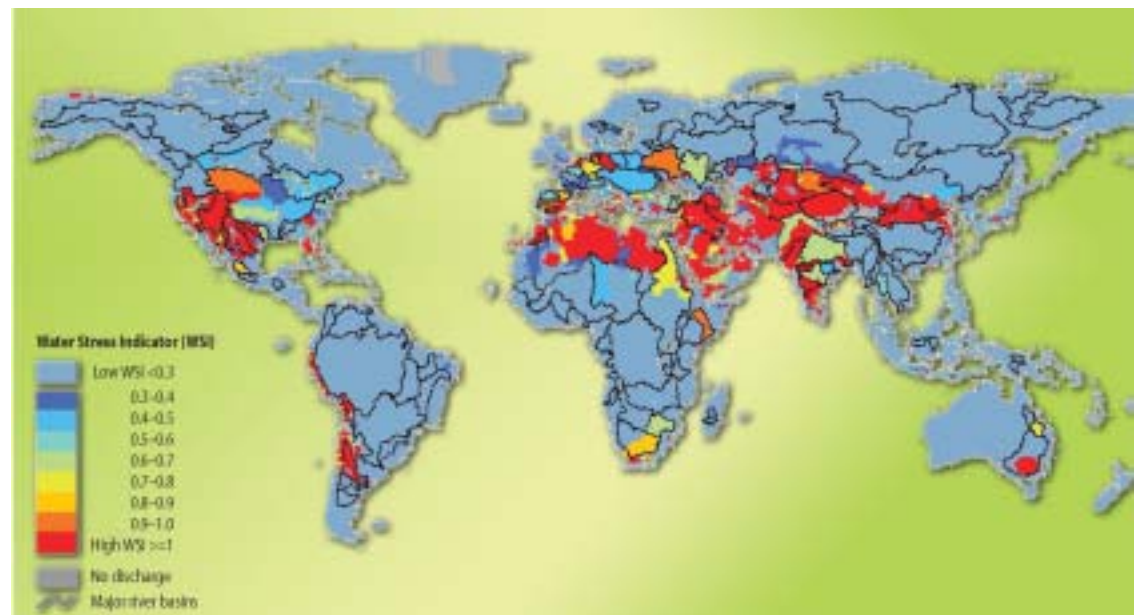 Water Stress Indicator (WSI)
Low WSI <0.3
0.3–0.4
0.4–0.5
0.5–0.6
0.6–0.7
0.7–0.8
0.8–0.9
0.9–1.0
High WSI >=1
No discharge
Major river basins